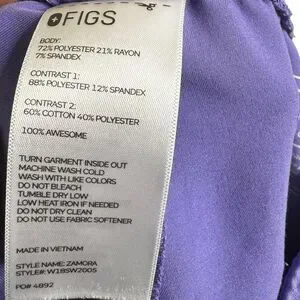 FIGS
BODY:
72% POLYESTER 21% RAYON
7% SPANDEX
CONTRAST 1:
88% POLYESTER 12% SPANDEX
CONTRAST 2:
60% COTTON 40% POLYESTER
100% AWESOME
TURN GARMENT INSIDE OUT
MACHINE WASH COLD
WASH WITH LIKE COLORS
DO NOT BLEACH
TUMBLE DRY LOW
LOW HEAT IRON IF NEEDED
DO NOT DRY CLEAN
DO NOT USE FABRIC SOFTENER
MADE IN VIETNAM
STYLE NAME: ZAMORA
STYLE#: W18SW2005
PO# 4892